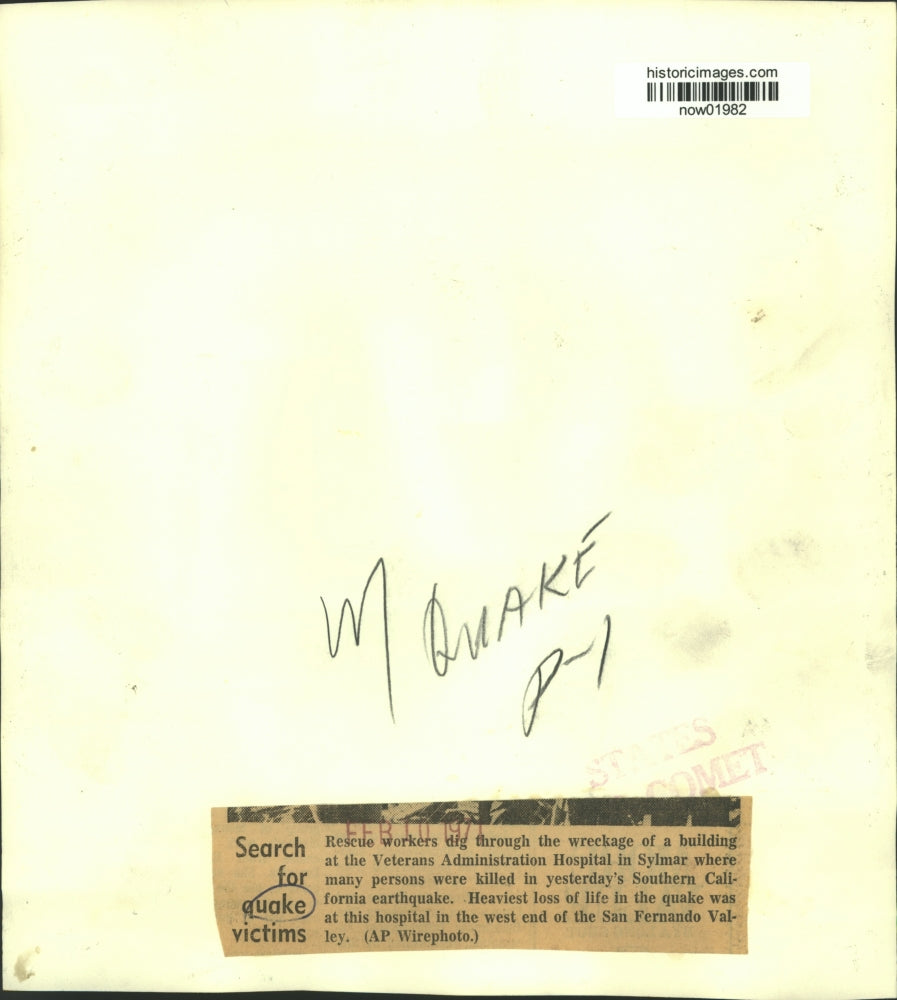 historicimages.com
now01982
QUAKE
P-1
STATES
COMET
FEB 10 1971
Search
for
quake
victims
Rescue workers dig through the wreckage of a building
at the Veterans Administration Hospital in Sylmar where
many persons were killed in yesterday's Southern Cali-
fornia earthquake. Heaviest loss of life in the quake was
at this hospital in the west end of the San Fernando Val-
ley. (AP Wirephoto.)